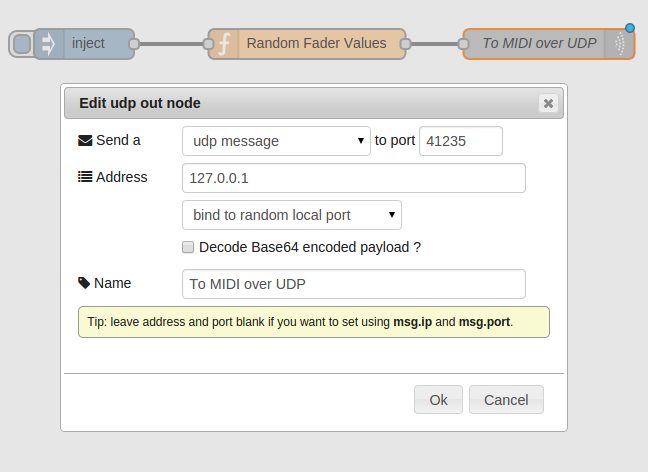 inject
Random Fader Values
To MIDI over UDP
Edit udp out node
Send a udp message to port 41235
Address 127.0.0.1
bind to random local port
Decode Base64 encoded payload ?
Name To MIDI over UDP
Tip: leave address and port blank if you want to set using msg.ip and msg.port.
Ok Cancel